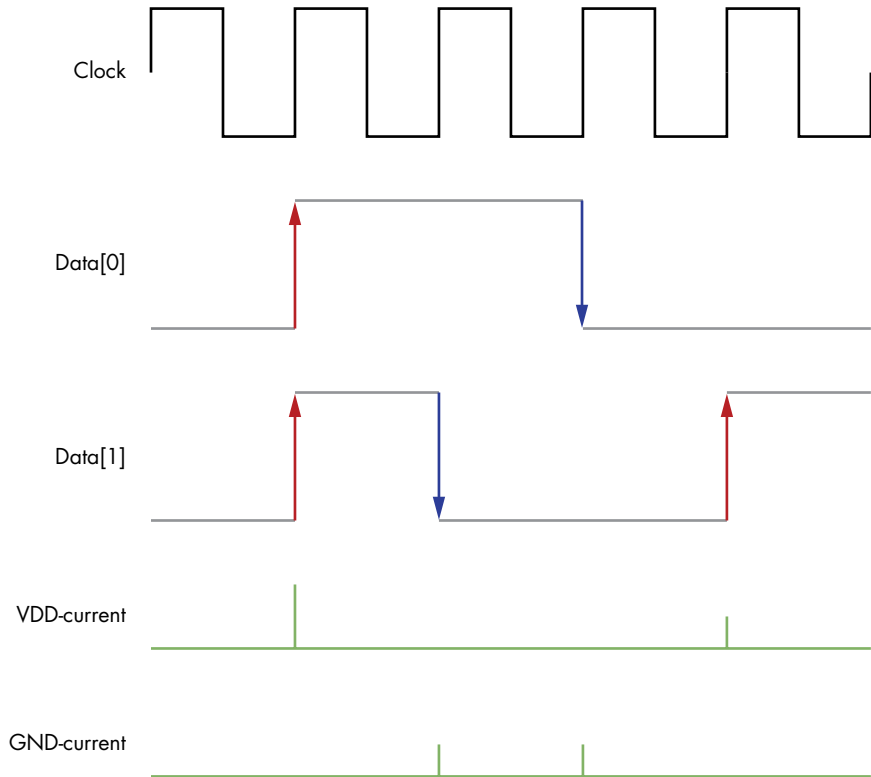 Clock
Data[0]
Data[1]
VDD-current
GND-current